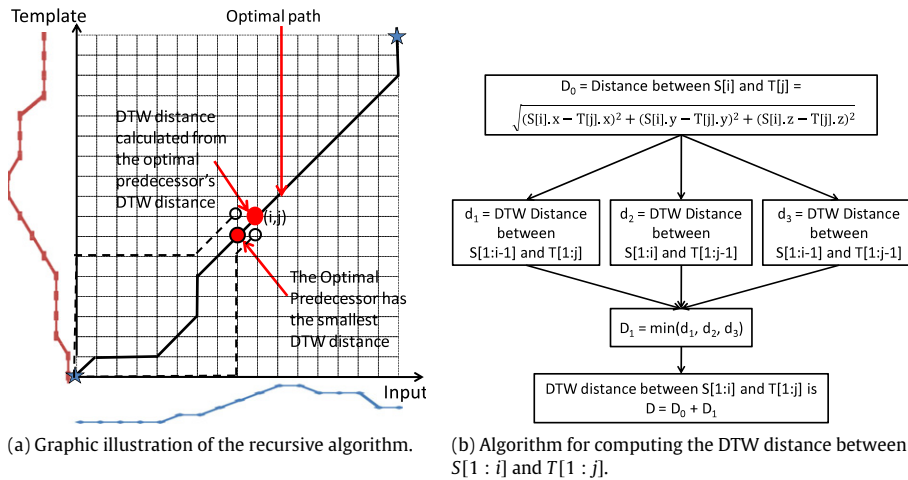 Template
Optimal path
DTW distance
calculated from
the optimal
predecessor's
DTW distance
(i,j)
The Optimal
Predecessor has
the smallest
DTW distance
Input
(a) Graphic illustration of the recursive algorithm.
D₀ = Distance between S[i] and T[j] =
√(S[i].x − T[j].x)² + (S[i].y − T[j].y)² + (S[i].z − T[j].z)²
d₁ = DTW Distance
between
S[1:i-1] and T[1:j]
d₂ = DTW Distance
between
S[1:i] and T[1:j-1]
d₃ = DTW Distance
between
S[1:i-1] and T[1:j-1]
D₁ = min(d₁, d₂, d₃)
DTW distance between S[1:i] and T[1:j] is
D = D₀ + D₁
(b) Algorithm for computing the DTW distance between
S[1 : i] and T[1 : j].